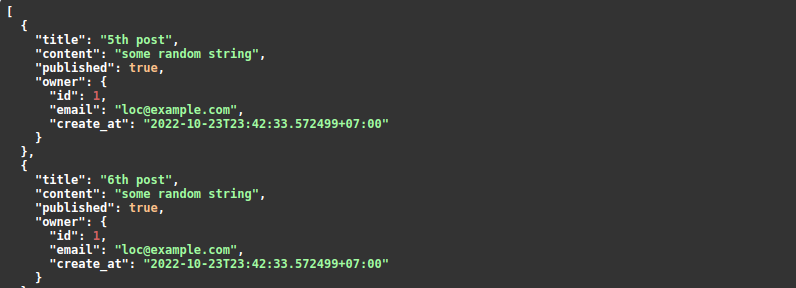 [
  {
    "title": "5th post",
    "content": "some random string",
    "published": true,
    "owner": {
      "id": 1,
      "email": "loc@example.com",
      "create_at": "2022-10-23T23:42:33.572499+07:00"
    }
  },
  {
    "title": "6th post",
    "content": "some random string",
    "published": true,
    "owner": {
      "id": 1,
      "email": "loc@example.com",
      "create_at": "2022-10-23T23:42:33.572499+07:00"
    }